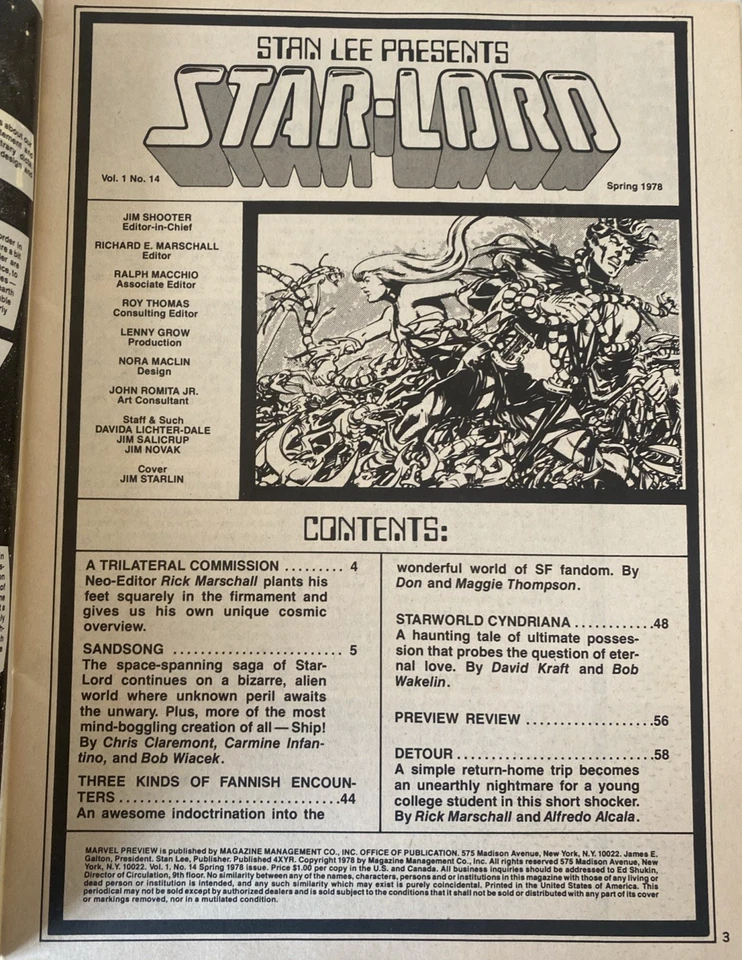 STAN LEE PRESENTS
STAR-LORD
Vol. 1 No. 14
Spring 1978
JIM SHOOTER
Editor-in-Chief
RICHARD E. MARSCHALL
Editor
RALPH MACCHIO
Associate Editor
ROY THOMAS
Consulting Editor
LENNY GROW
Production
NORA MACLIN
Design
JOHN ROMITA JR.
Art Consultant
Staff & Such
DAVIDA LICHTER-DALE
JIM SALICRUP
JIM NOVAK
Cover
JIM STARLIN
CONTENTS:
A TRILATERAL COMMISSION ......... 4
Neo-Editor Rick Marschall plants his
feet squarely in the firmament and
gives us his own unique cosmic
overview.
SANDSONG ......................... 5
The space-spanning saga of Star-
Lord continues on a bizarre, alien
world where unknown peril awaits
the unwary. Plus, more of the most
mind-boggling creation of all—Ship!
By Chris Claremont, Carmine Infan-
tino, and Bob Wiacek.
THREE KINDS OF FANNISH ENCOUN-
TERS.................................44
An awesome indoctrination into the
wonderful world of SF fandom. By
Don and Maggie Thompson.
STARWORLD CYNDRIANA ............48
A haunting tale of ultimate posses-
sion that probes the question of eter-
nal love. By David Kraft and Bob
Wakelin.
PREVIEW REVIEW ...................56
DETOUR.............................58
A simple return-home trip becomes
an unearthly nightmare for a young
college student in this short shocker.
By Rick Marschall and Alfredo Alcala.
MARVEL PREVIEW is published by MAGAZINE MANAGEMENT CO., INC. OFFICE OF PUBLICATION. 575 Madison Avenue, New York, N.Y. 10022. James E.
Galton, President. Stan Lee, Publisher. Published 4XYR. Copyright 1978 by Magazine Management Co., Inc. All rights reserved 575 Madison Avenue, New
York, N.Y. 10022. Vol. 1. No. 14 Spring 1978 issue. Price $1.00 per copy in the U.S. and Canada. All business inquiries should be addressed to Ed Shukin,
Director of Circulation, 9th floor. No similarity between any of the names, characters, persons and or institutions in this magazine with those of any living or
dead person or institution is intended, and any such similarity which may exist is purely coincidental. Printed in the United States of America. This
periodical may not be sold except by authorized dealers and is sold subject to the conditions that it shall not be sold or distributed with any part of its cover
or markings removed, nor in a mutilated condition.
3